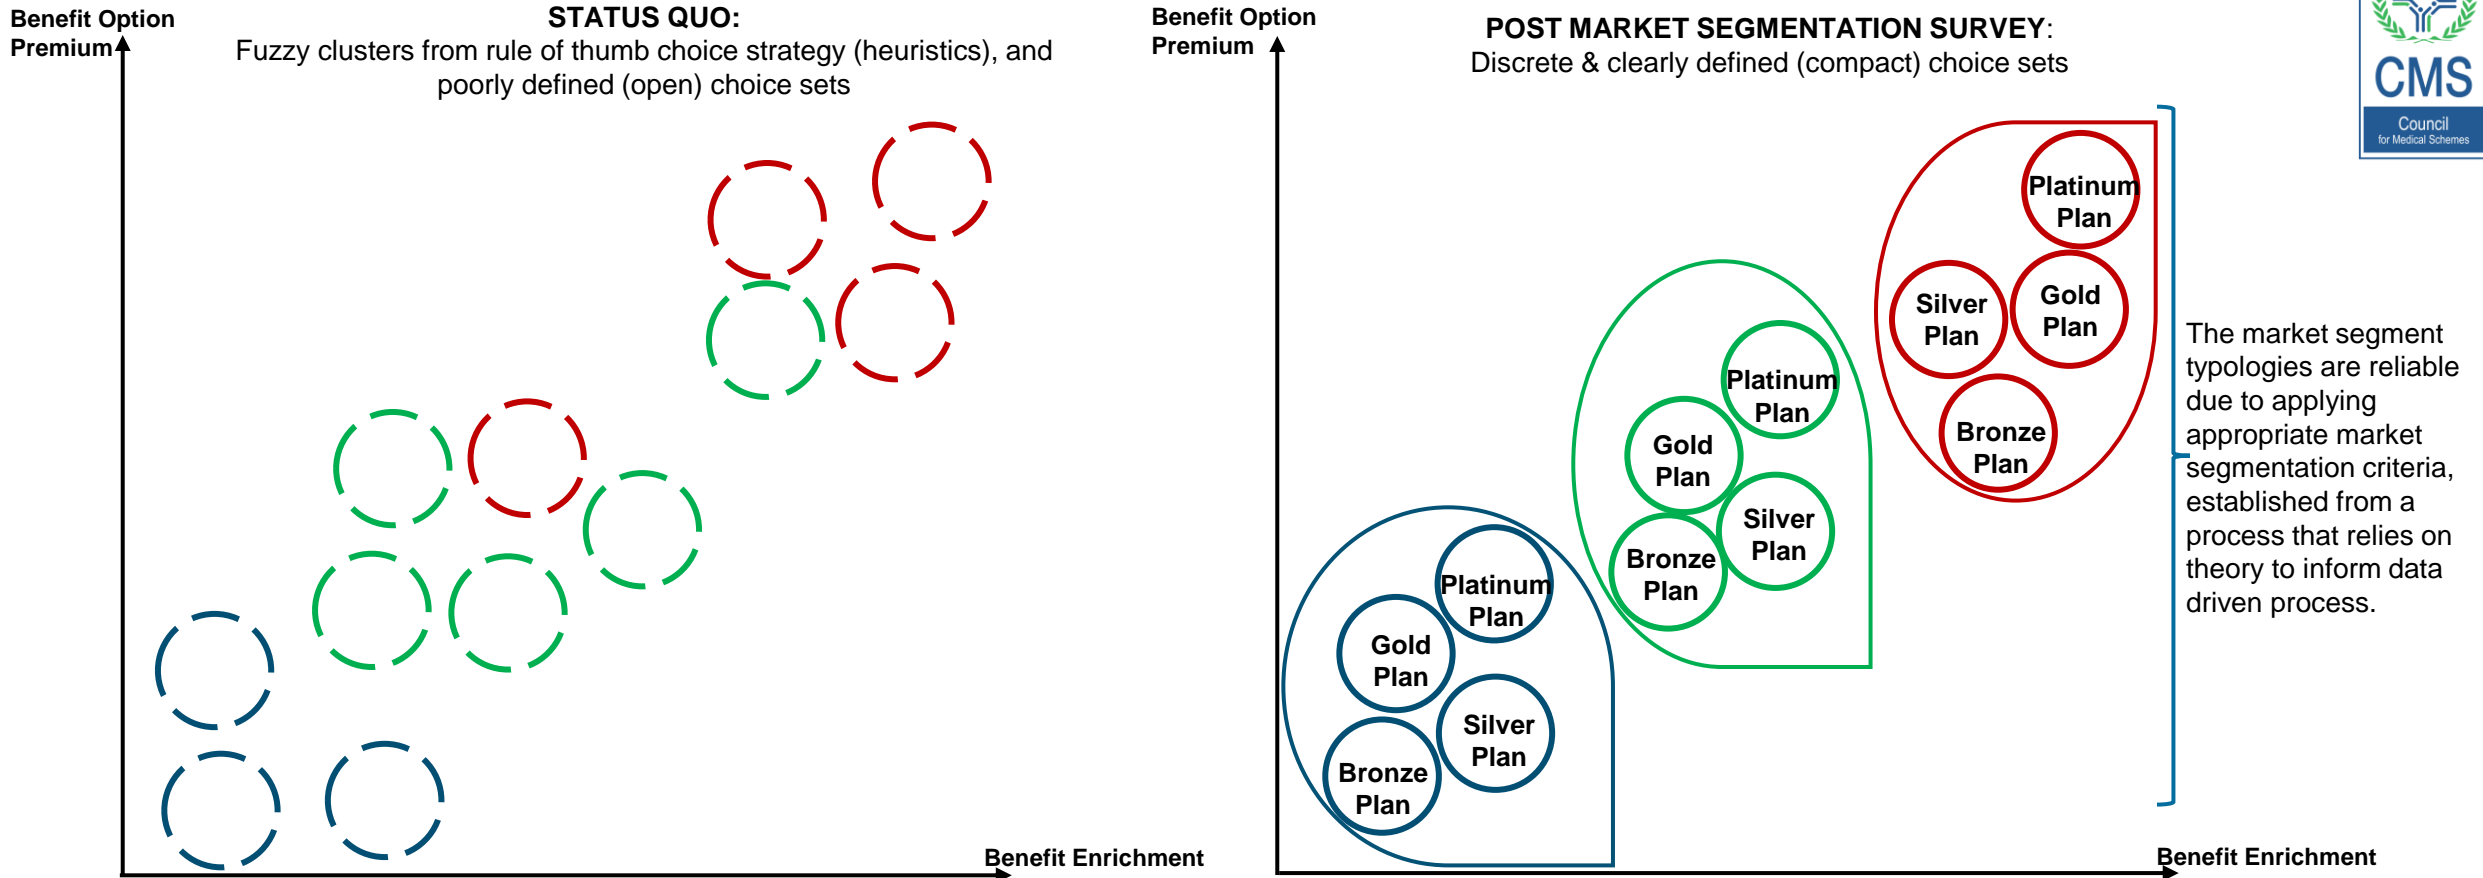 Benefit Option
Premium
STATUS QUO:
Fuzzy clusters from rule of thumb choice strategy (heuristics), and
poorly defined (open) choice sets
Benefit Enrichment
Benefit Option
Premium
POST MARKET SEGMENTATION SURVEY:
Discrete & clearly defined (compact) choice sets
CMS
Council
for Medical Schemes
Platinum
Plan
Silver
Plan
Gold
Plan
Bronze
Plan
Platinum
Plan
Gold
Plan
Silver
Plan
Bronze
Plan
Platinum
Plan
Gold
Plan
Silver
Plan
Bronze
Plan
The market segment
typologies are reliable
due to applying
appropriate market
segmentation criteria,
established from a
process that relies on
theory to inform data
driven process.
Benefit Enrichment